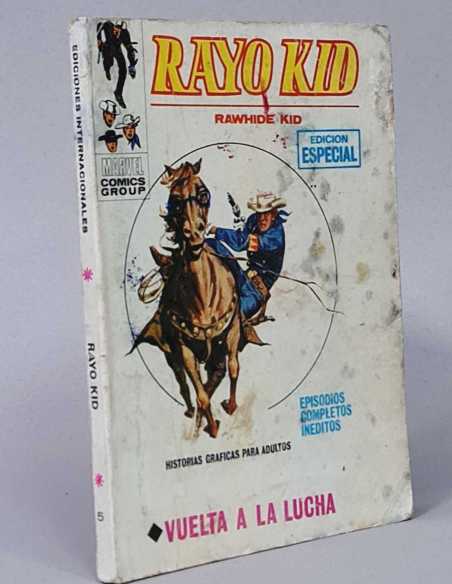 EDICIONES INTERNACIONALES
RAYO KID
5
MARVEL
COMICS
GROUP
RAYO KID
RAWHIDE KID
EDICION
ESPECIAL
EPISODIOS
COMPLETOS
INEDITOS
HISTORIAS GRAFICAS PARA ADULTOS
VUELTA A LA LUCHA